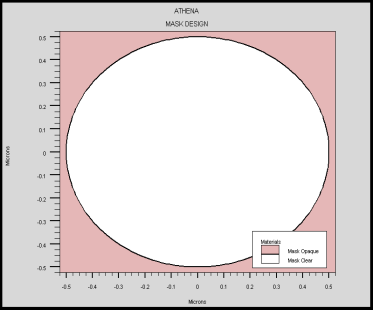 ATHENA
MASK DESIGN
0.5
0.4
0.3
0.2
0.1
0
-0.1
-0.2
-0.3
-0.4
-0.5
Microns
Materials
Mask Opaque
Mask Clear
-0.5 -0.4 -0.3 -0.2 -0.1 0 0.1 0.2 0.3 0.4 0.5
Microns